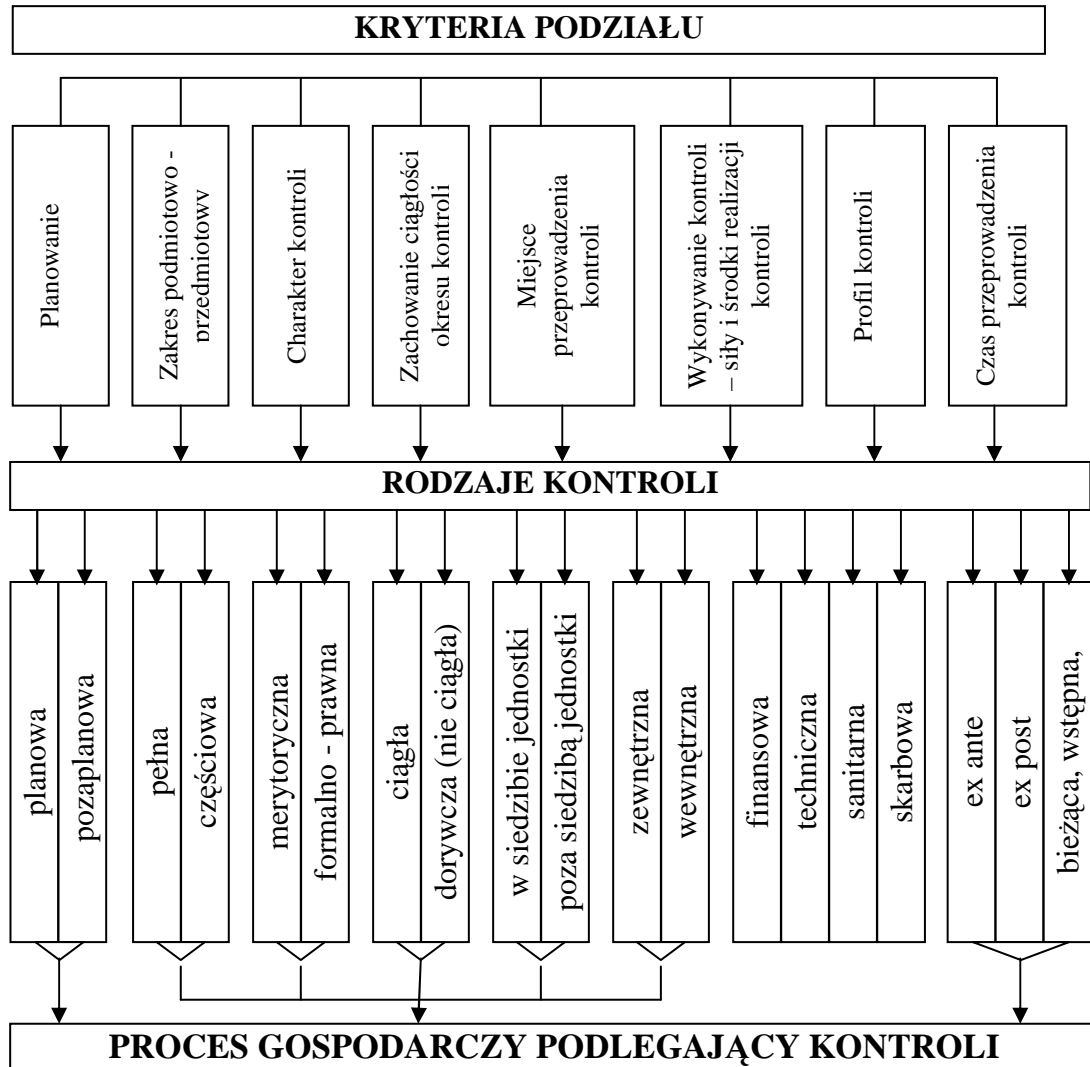 KRYTERIA PODZIAŁU
Planowanie
Zakres podmiotowo -
przedmiotowy
Charakter kontroli
Zachowanie ciągłości
okresu kontroli
Miejsce
przeprowadzenia
kontroli
Wykonywanie kontroli
– siły i środki realizacji
kontroli
Profil kontroli
Czas przeprowadzenia
kontroli
RODZAJE KONTROLI
planowa
pozaplanowa
pełna
częściowa
merytoryczna
formalno - prawna
ciągła
dorywcza (nie ciągła)
w siedzibie jednostki
poza siedzibą jednostki
zewnętrzna
wewnętrzna
finansowa
techniczna
sanitarna
skarbowa
ex ante
ex post
bieżąca, wstępna,
PROCES GOSPODARCZY PODLEGAJĄCY KONTROLI